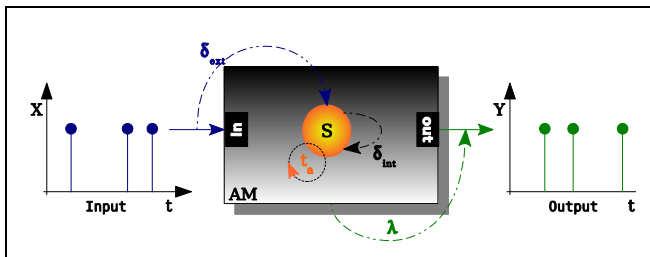 δext
X
Y
In
S
out
δint
ta
AM
Input t
λ
Output t